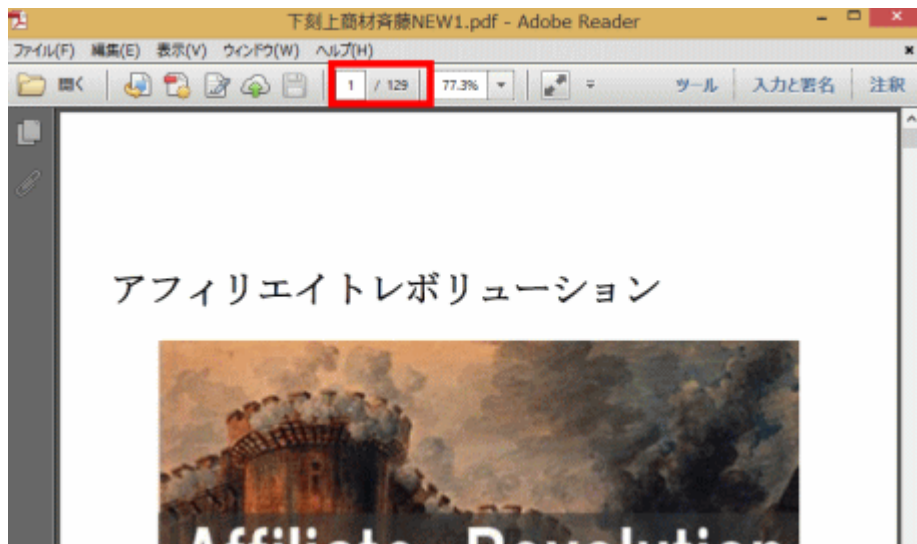 下刻上商材斉藤NEW1.pdf - Adobe Reader
ファイル(F) 編集(E) 表示(V) ウィンドウ(W) ヘルプ(H)
開く 1 / 129 77.3% ツール 入力と署名 注釈
アフィリエイトレボリューション
Affiliate Revolution